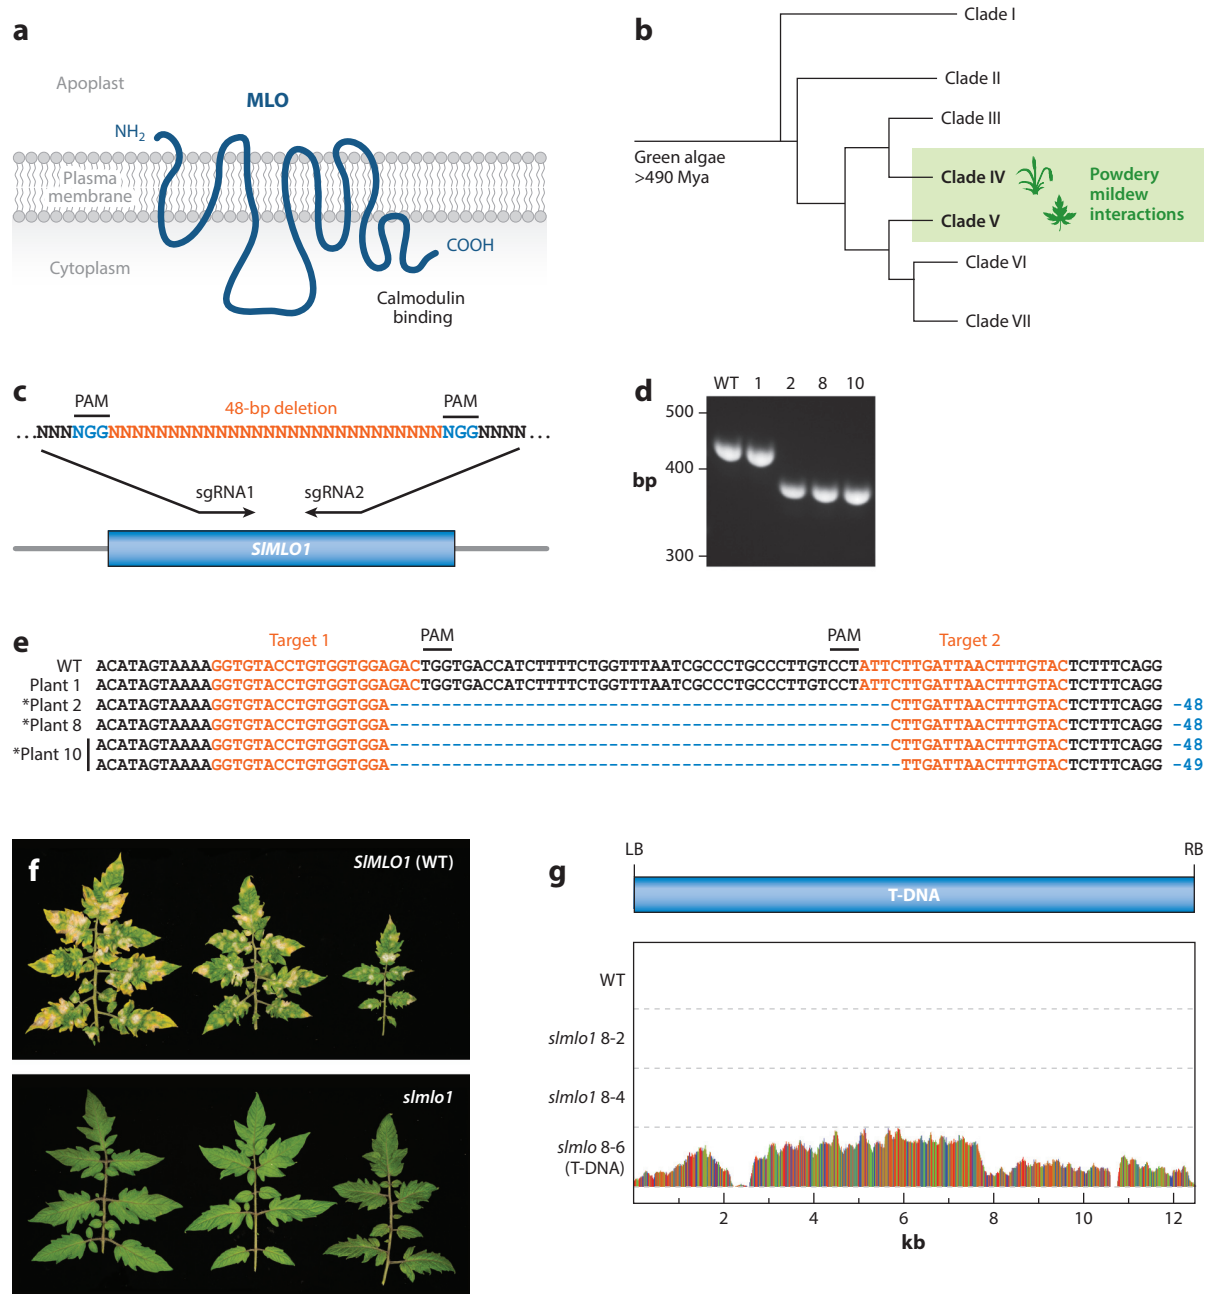 a
Apoplast
MLO
NH2
Plasma
membrane
Cytoplasm
COOH
Calmodulin
binding
b
Clade I
Clade II
Clade III
Green algae
>490 Mya
Clade IV
Clade V
Powdery
mildew
interactions
Clade VI
Clade VII
c
PAM
48-bp deletion
PAM
...NNNNGGNNNNNNNNNNNNNNNNNNNNNNNNNNNNNGGNNNN...
sgRNA1
sgRNA2
SlMLO1
d
WT 1 2 8 10
500
400
bp
300
e
Target 1
PAM
PAM
Target 2
WT ACATAGTAAAAGGTGTACCTGTGGTGGAGACTGGTGACCATCTTTTCTGGTTTAATCGCCCTGCCCTTGTCCTATTCTTGATTAACTTTGTACTCTTTCAGG
Plant 1 ACATAGTAAAAGGTGTACCTGTGGTGGAGACTGGTGACCATCTTTTCTGGTTTAATCGCCCTGCCCTTGTCCTATTCTTGATTAACTTTGTACTCTTTCAGG
*Plant 2 ACATAGTAAAAGGTGTACCTGTGGTGGA------------------------------------------------CTTGATTAACTTTGTACTCTTTCAGG -48
*Plant 8 ACATAGTAAAAGGTGTACCTGTGGTGGA------------------------------------------------CTTGATTAACTTTGTACTCTTTCAGG -48
*Plant 10 ACATAGTAAAAGGTGTACCTGTGGTGGA------------------------------------------------CTTGATTAACTTTGTACTCTTTCAGG -48
ACATAGTAAAAGGTGTACCTGTGGTGGA-------------------------------------------------TTGATTAACTTTGTACTCTTTCAGG -49
f
SlMLO1 (WT)
slmlo1
g
LB
RB
T-DNA
WT
slmlo1 8-2
slmlo1 8-4
slmlo 8-6
(T-DNA)
2 4 6 8 10 12
kb